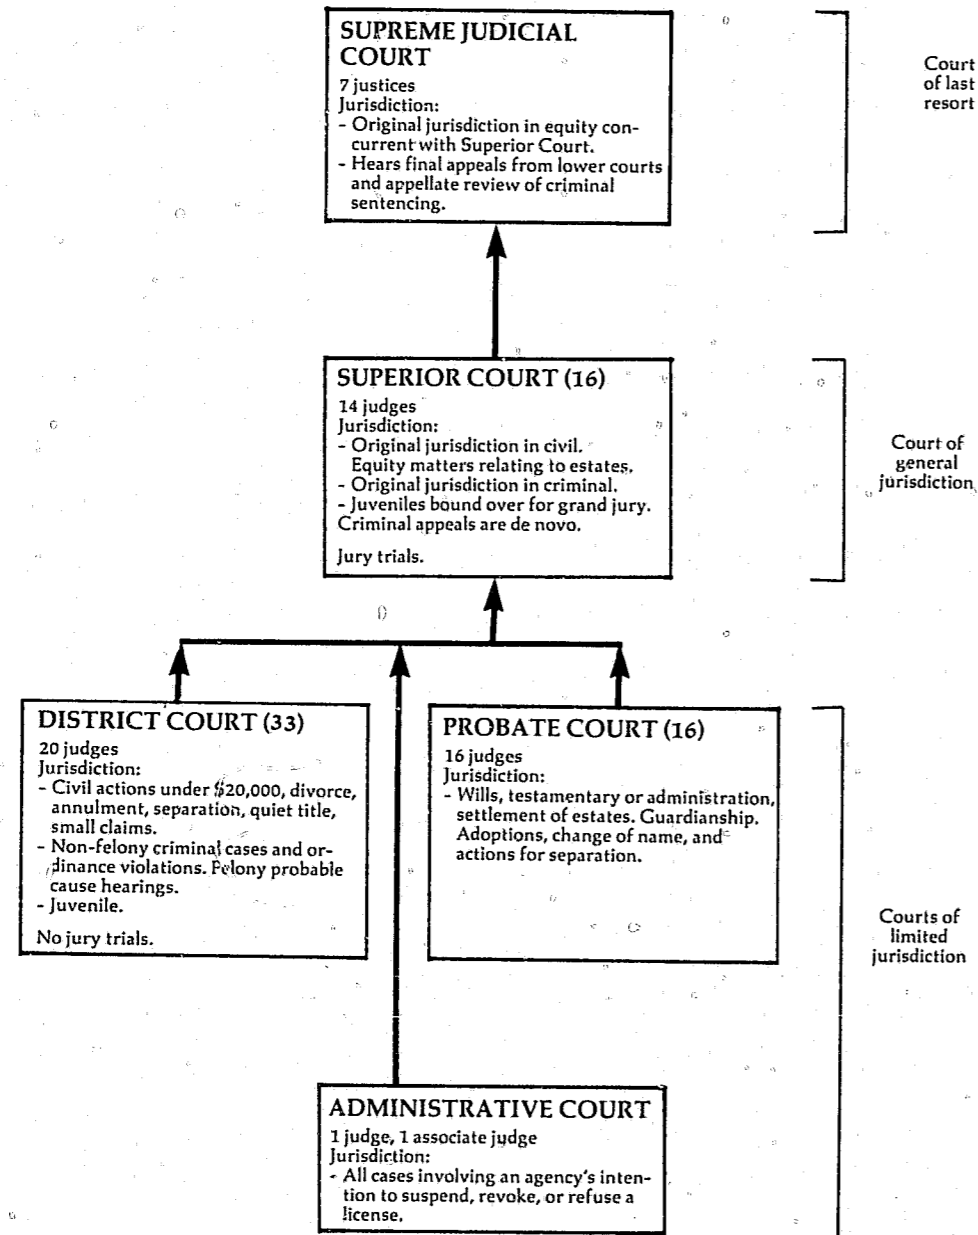 SUPREME JUDICIAL
COURT
7 justices
Jurisdiction:
- Original jurisdiction in equity con-
current with Superior Court.
- Hears final appeals from lower courts
and appellate review of criminal
sentencing.
Court
of last
resort
SUPERIOR COURT (16)
14 judges
Jurisdiction:
- Original jurisdiction in civil.
Equity matters relating to estates.
- Original jurisdiction in criminal.
- Juveniles bound over for grand jury.
Criminal appeals are de novo.
Jury trials.
Court of
general
jurisdiction
DISTRICT COURT (33)
20 judges
Jurisdiction:
- Civil actions under $20,000, divorce,
annulment, separation, quiet title,
small claims.
- Non-felony criminal cases and or-
dinance violations. Felony probable
cause hearings.
- Juvenile.
No jury trials.
PROBATE COURT (16)
16 judges
Jurisdiction:
- Wills, testamentary or administration,
settlement of estates. Guardianship.
Adoptions, change of name, and
actions for separation.
Courts of
limited
jurisdiction
ADMINISTRATIVE COURT
1 judge, 1 associate judge
Jurisdiction:
- All cases involving an agency's inten-
tion to suspend, revoke, or refuse a
license.